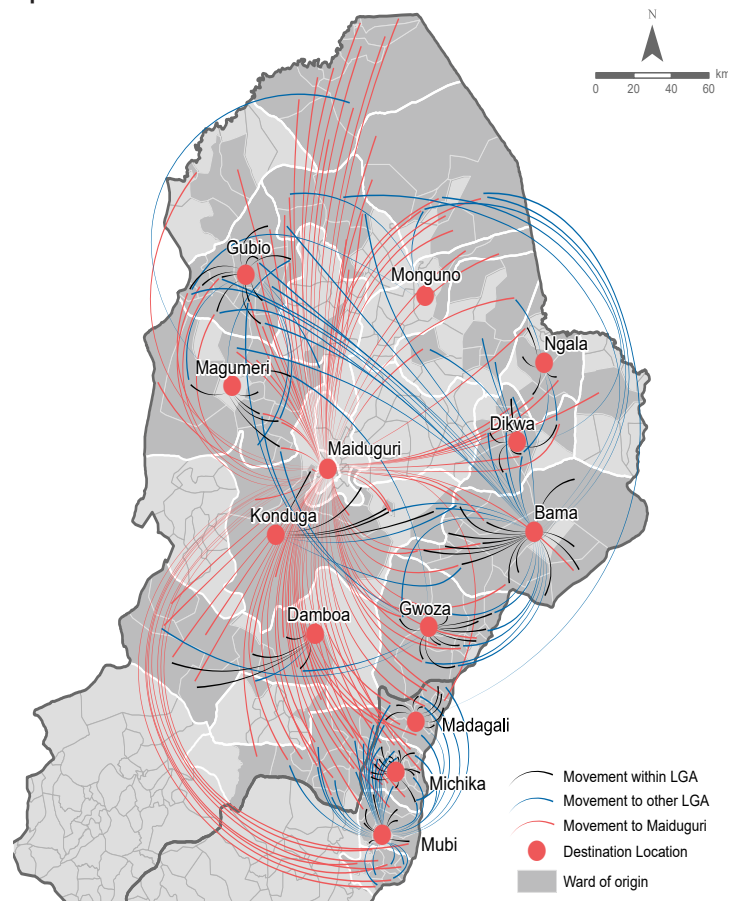 N
km
0 20 40 60
Gubio
Monguno
Ngala
Magumeri
Dikwa
Maiduguri
Konduga
Bama
Damboa
Gwoza
Madagali
Michika
Mubi
Movement within LGA
Movement to other LGA
Movement to Maiduguri
Destination Location
Ward of origin